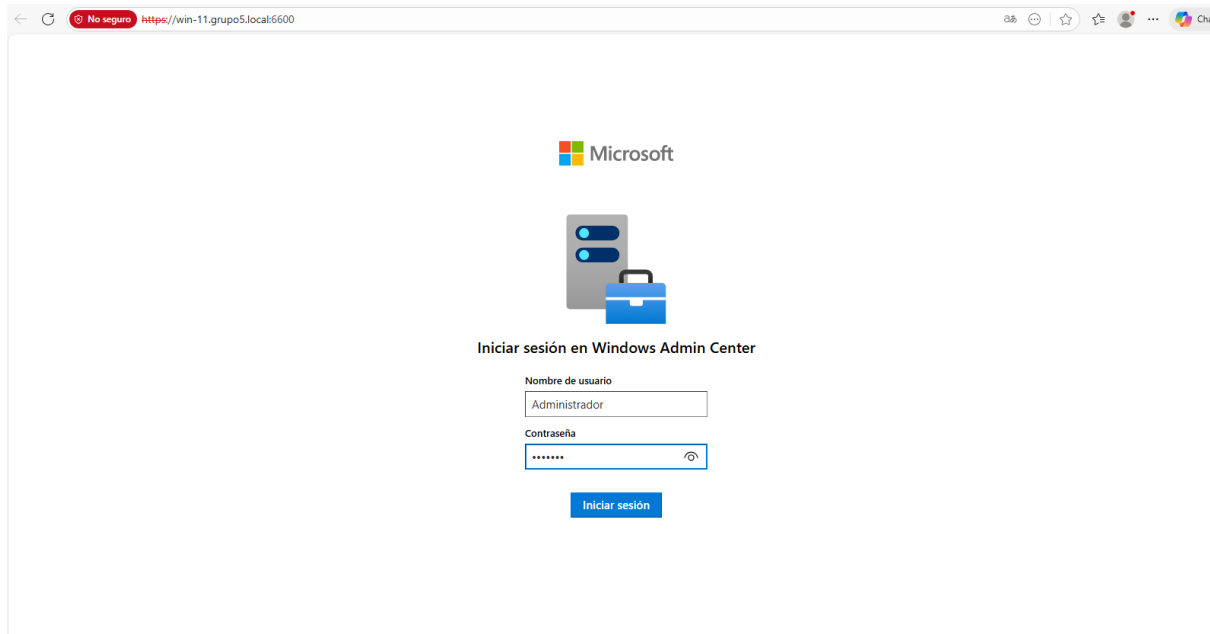 No seguro https://win-11.grupo5.local:6600
Cha
Microsoft
Iniciar sesión en Windows Admin Center
Nombre de usuario
Administrador
Contraseña
•••••••
Iniciar sesión